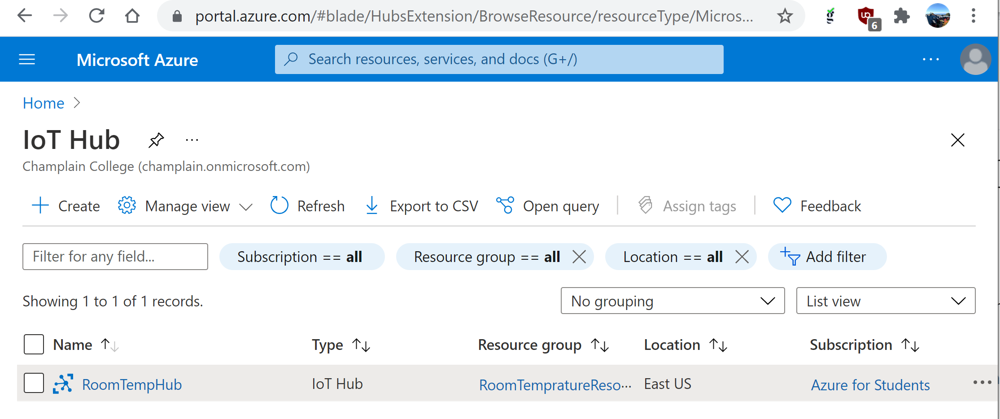 portal.azure.com/#blade/HubsExtension/BrowseResource/resourceType/Micros...
6
Microsoft Azure
Search resources, services, and docs (G+/)
Home
IoT Hub
Champlain College (champlain.onmicrosoft.com)
Create Manage view Refresh Export to CSV Open query Assign tags Feedback
Filter for any field... Subscription == all Resource group == all Location == all Add filter
Showing 1 to 1 of 1 records. No grouping List view
Name Type Resource group Location Subscription
RoomTempHub IoT Hub RoomTempratureReso... East US Azure for Students